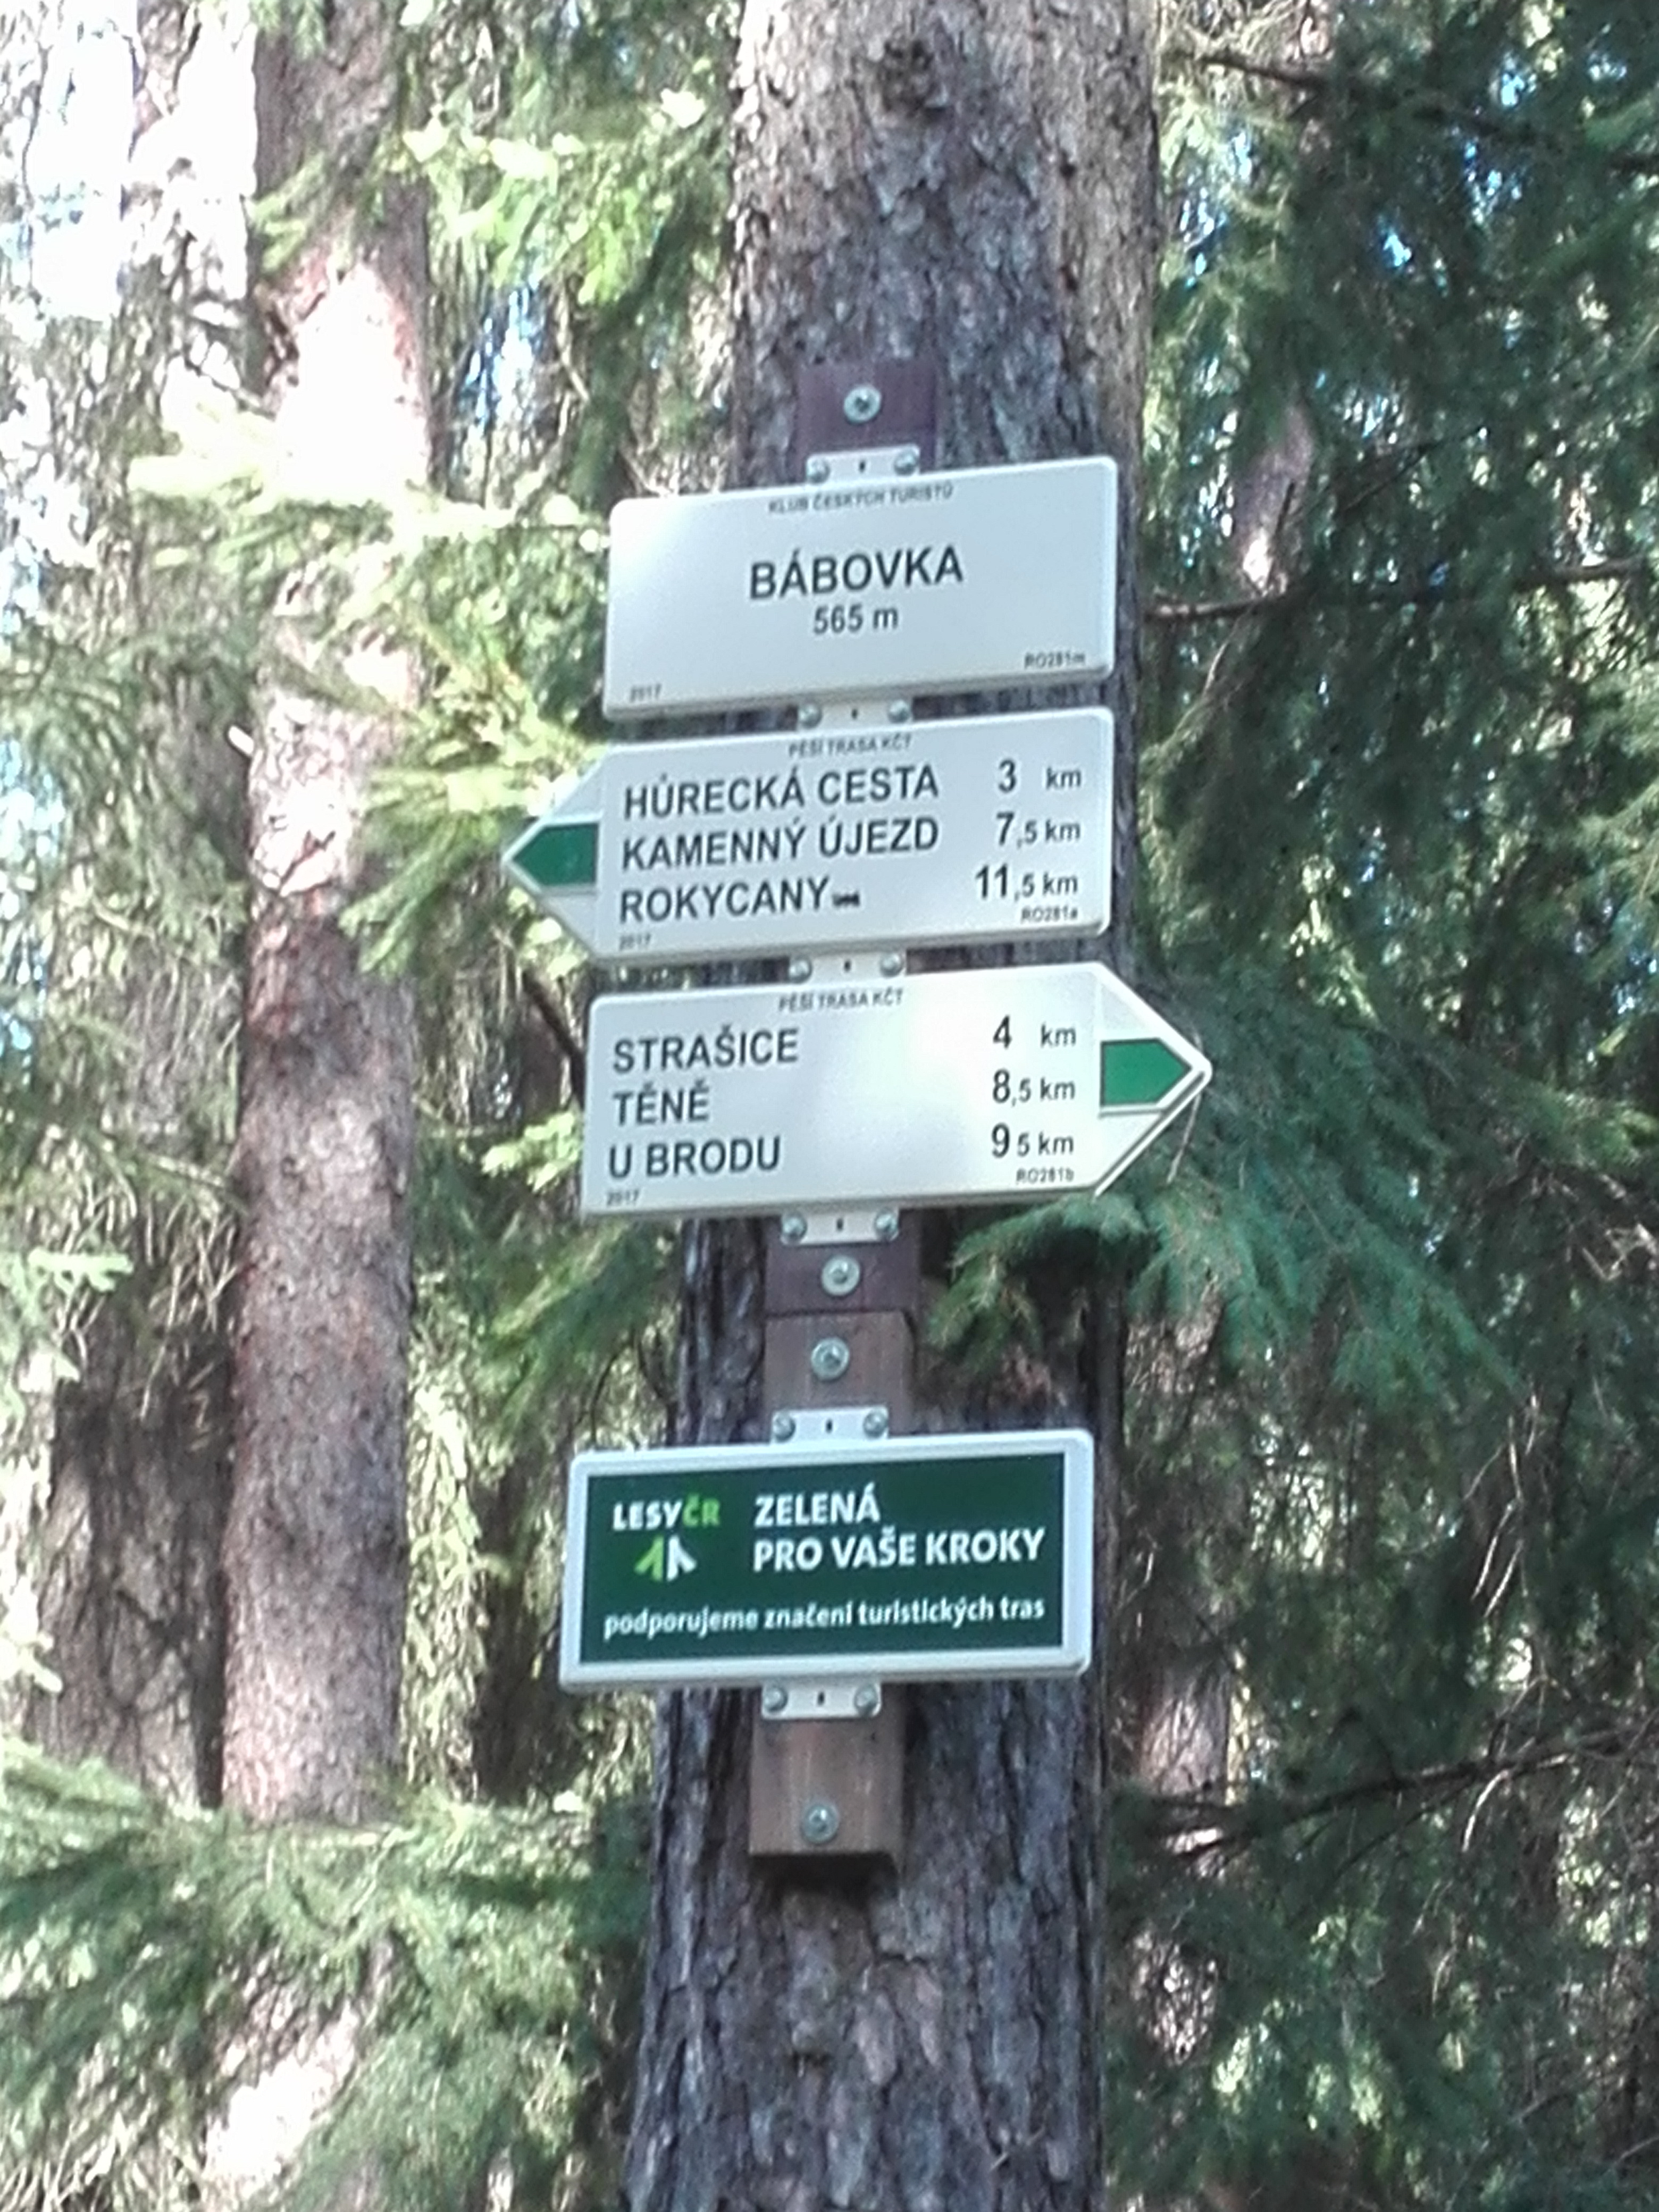 KLUB ČESKÝCH TURISTŮ
BÁBOVKA
565 m
2017 RO281m
PĚŠÍ TRASA KČT
HŮRECKÁ CESTA 3 km
KAMENNÝ ÚJEZD 7,5 km
ROKYCANY 11,5 km
2017 RO281a
PĚŠÍ TRASA KČT
STRAŠICE 4 km
TĚNĚ 8,5 km
U BRODU 9 5 km
2017 RO281b
LESYČR ZELENÁ
PRO VAŠE KROKY
podporujeme značení turistických tras